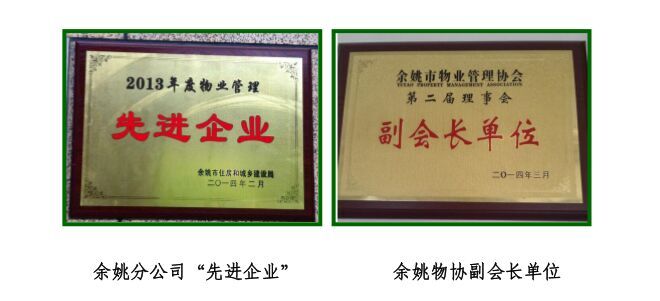 2013年度物业管理
先进企业
余姚市住房和城乡建设局
二〇一四年二月
余姚市物业管理协会
YUYAO PROPERTY MANAGEMENT ASSOCIATION
第二届理事会
副会长单位
二〇一四年三月
余姚分公司“先进企业”
余姚物协副会长单位